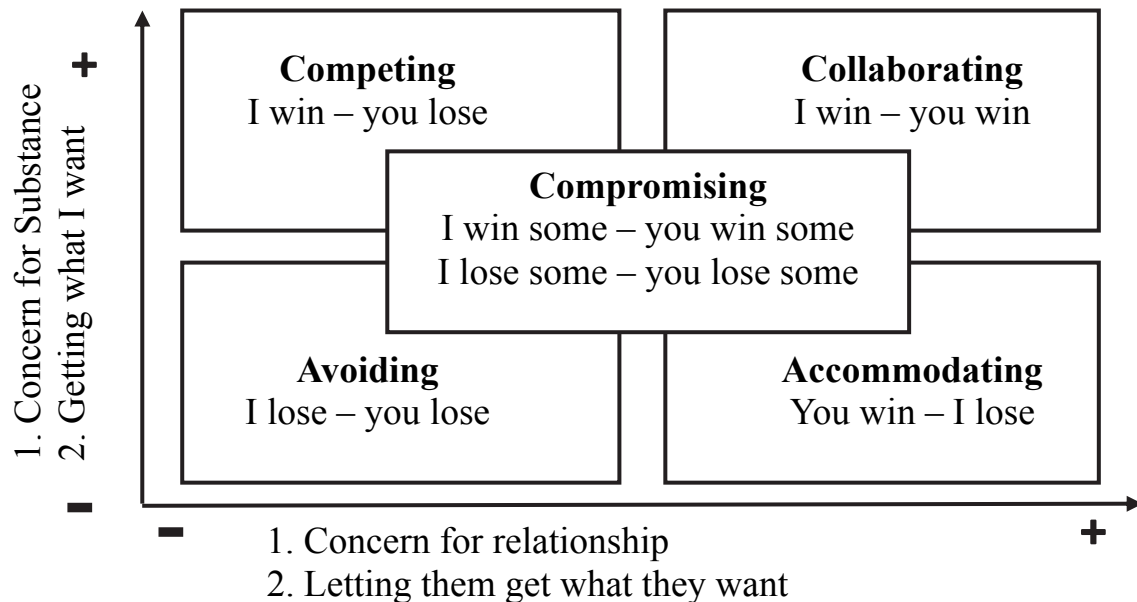 1. Concern for Substance
2. Getting what I want
+
-
Competing
I win – you lose
Collaborating
I win – you win
Compromising
I win some – you win some
I lose some – you lose some
Avoiding
I lose – you lose
Accommodating
You win – I lose
-
+
1. Concern for relationship
2. Letting them get what they want